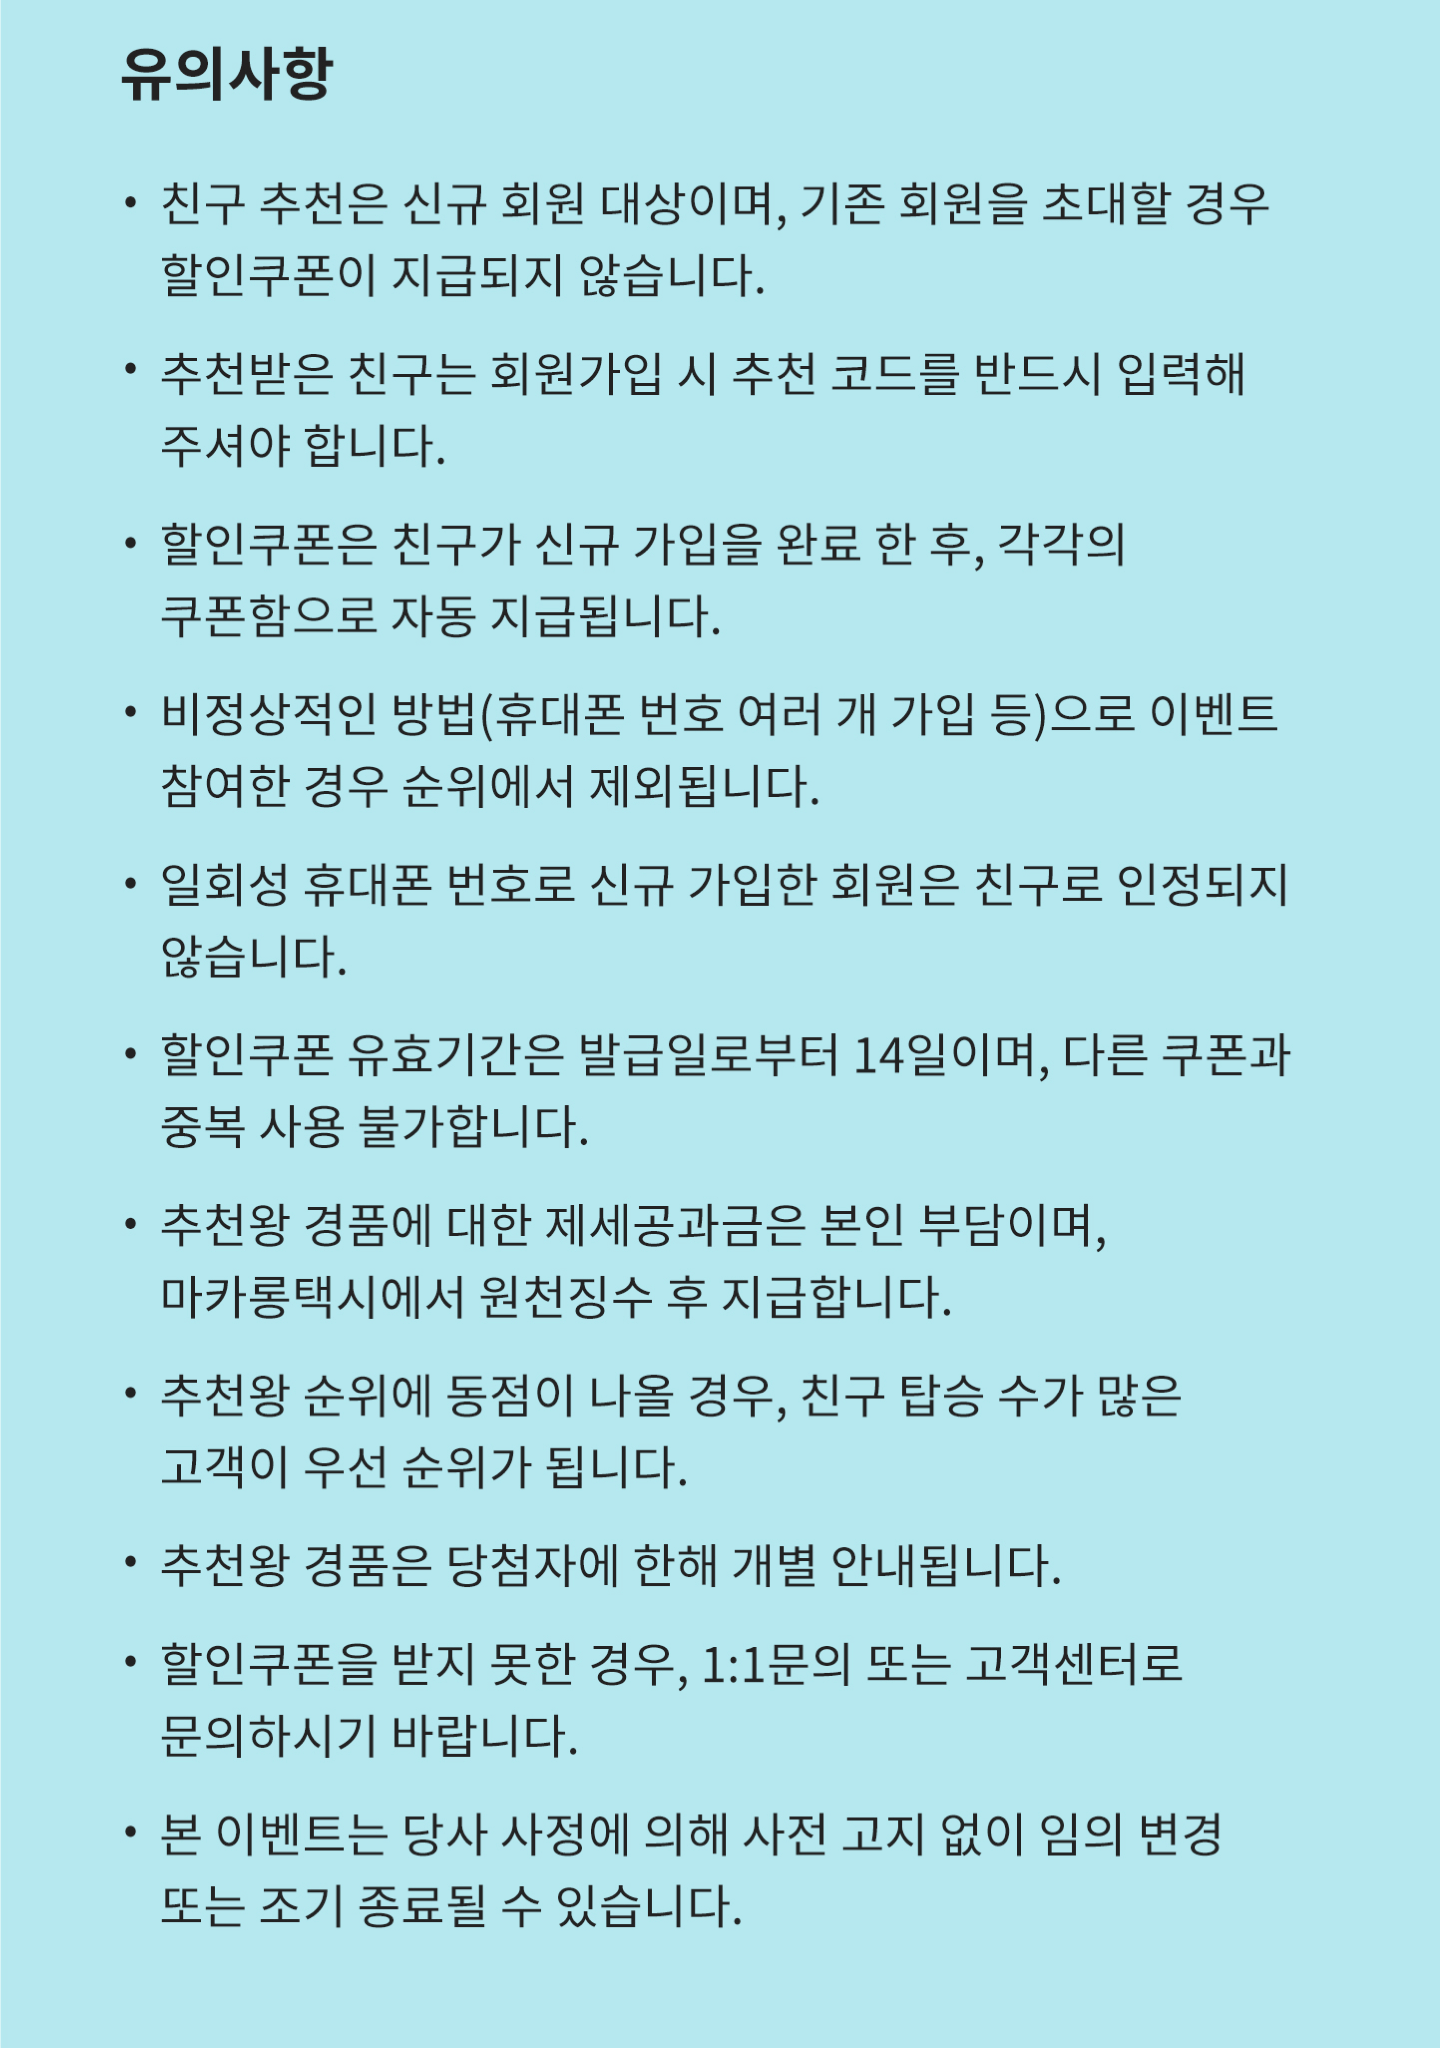 유의사항
• 친구 추천은 신규 회원 대상이며, 기존 회원을 초대할 경우
할인쿠폰이 지급되지 않습니다.
• 추천받은 친구는 회원가입 시 추천 코드를 반드시 입력해
주셔야 합니다.
• 할인쿠폰은 친구가 신규 가입을 완료 한 후, 각각의
쿠폰함으로 자동 지급됩니다.
• 비정상적인 방법(휴대폰 번호 여러 개 가입 등)으로 이벤트
참여한 경우 순위에서 제외됩니다.
• 일회성 휴대폰 번호로 신규 가입한 회원은 친구로 인정되지
않습니다.
• 할인쿠폰 유효기간은 발급일로부터 14일이며, 다른 쿠폰과
중복 사용 불가합니다.
• 추천왕 경품에 대한 제세공과금은 본인 부담이며,
마카롱택시에서 원천징수 후 지급합니다.
• 추천왕 순위에 동점이 나올 경우, 친구 탑승 수가 많은
고객이 우선 순위가 됩니다.
• 추천왕 경품은 당첨자에 한해 개별 안내됩니다.
• 할인쿠폰을 받지 못한 경우, 1:1문의 또는 고객센터로
문의하시기 바랍니다.
• 본 이벤트는 당사 사정에 의해 사전 고지 없이 임의 변경
또는 조기 종료될 수 있습니다.